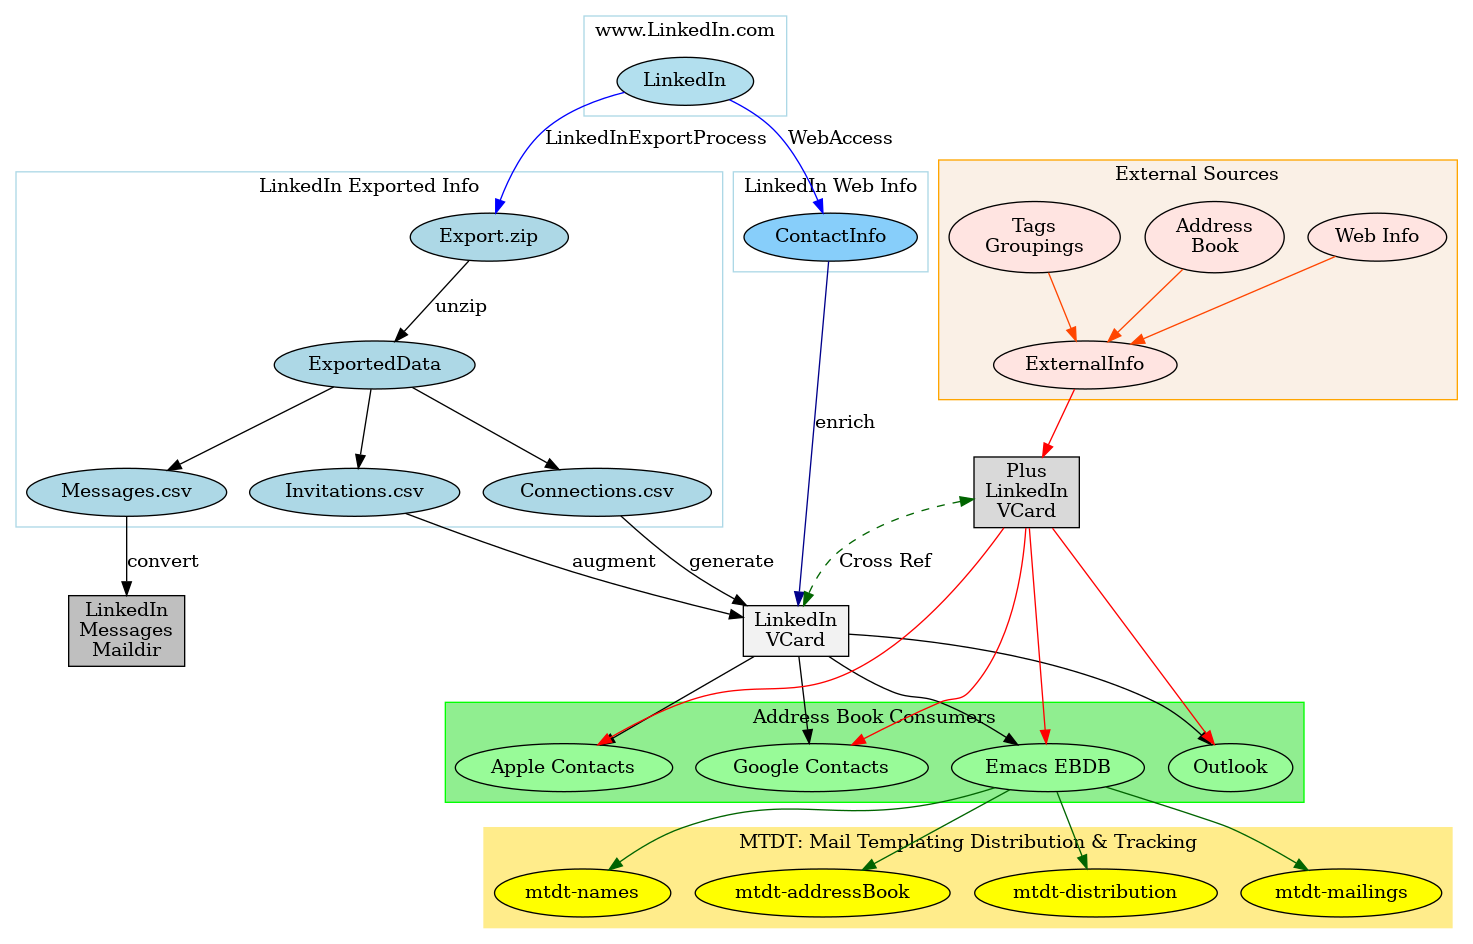 www.LinkedIn.com
LinkedIn
LinkedInExportProcess
WebAccess
LinkedIn Exported Info
LinkedIn Web Info
External Sources
Export.zip
ContactInfo
Tags
Groupings
Address
Book
Web Info
unzip
ExportedData
ExternalInfo
enrich
Messages.csv
Invitations.csv
Connections.csv
Plus
LinkedIn
VCard
convert
augment
generate
Cross Ref
LinkedIn
Messages
Maildir
LinkedIn
VCard
Address Book Consumers
Apple Contacts
Google Contacts
Emacs EBDB
Outlook
MTDT: Mail Templating Distribution & Tracking
mtdt-names
mtdt-addressBook
mtdt-distribution
mtdt-mailings